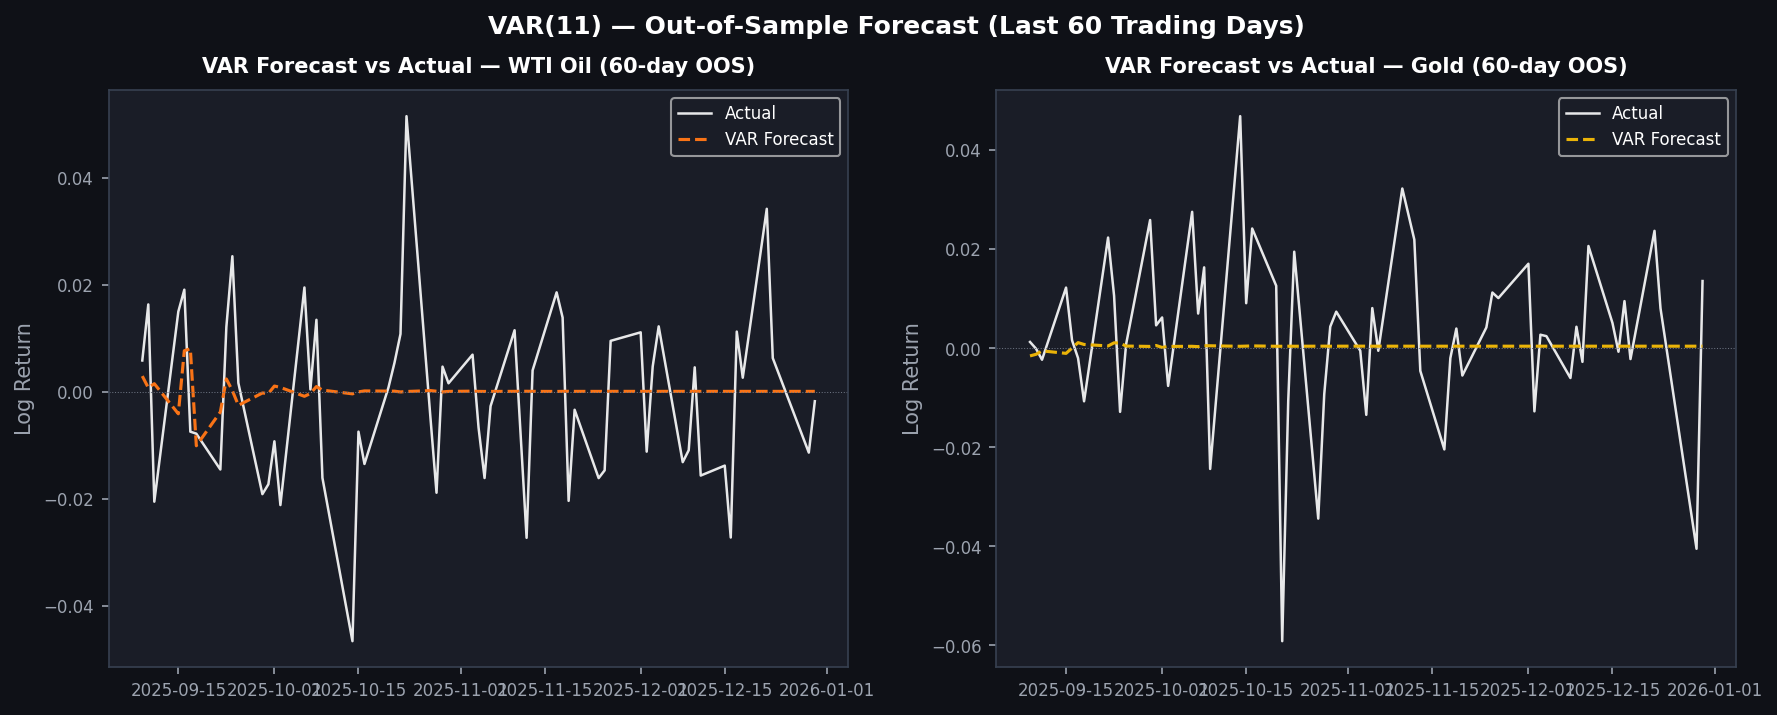 VAR(11) — Out-of-Sample Forecast (Last 60 Trading Days)
VAR Forecast vs Actual — WTI Oil (60-day OOS)
Actual
VAR Forecast
Log Return
0.04
0.02
0.00
−0.02
−0.04
2025-09-15 2025-10-01 2025-10-15 2025-11-01 2025-11-15 2025-12-01 2025-12-15 2026-01-01
VAR Forecast vs Actual — Gold (60-day OOS)
Actual
VAR Forecast
Log Return
0.04
0.02
0.00
−0.02
−0.04
−0.06
2025-09-15 2025-10-01 2025-10-15 2025-11-01 2025-11-15 2025-12-01 2025-12-15 2026-01-01